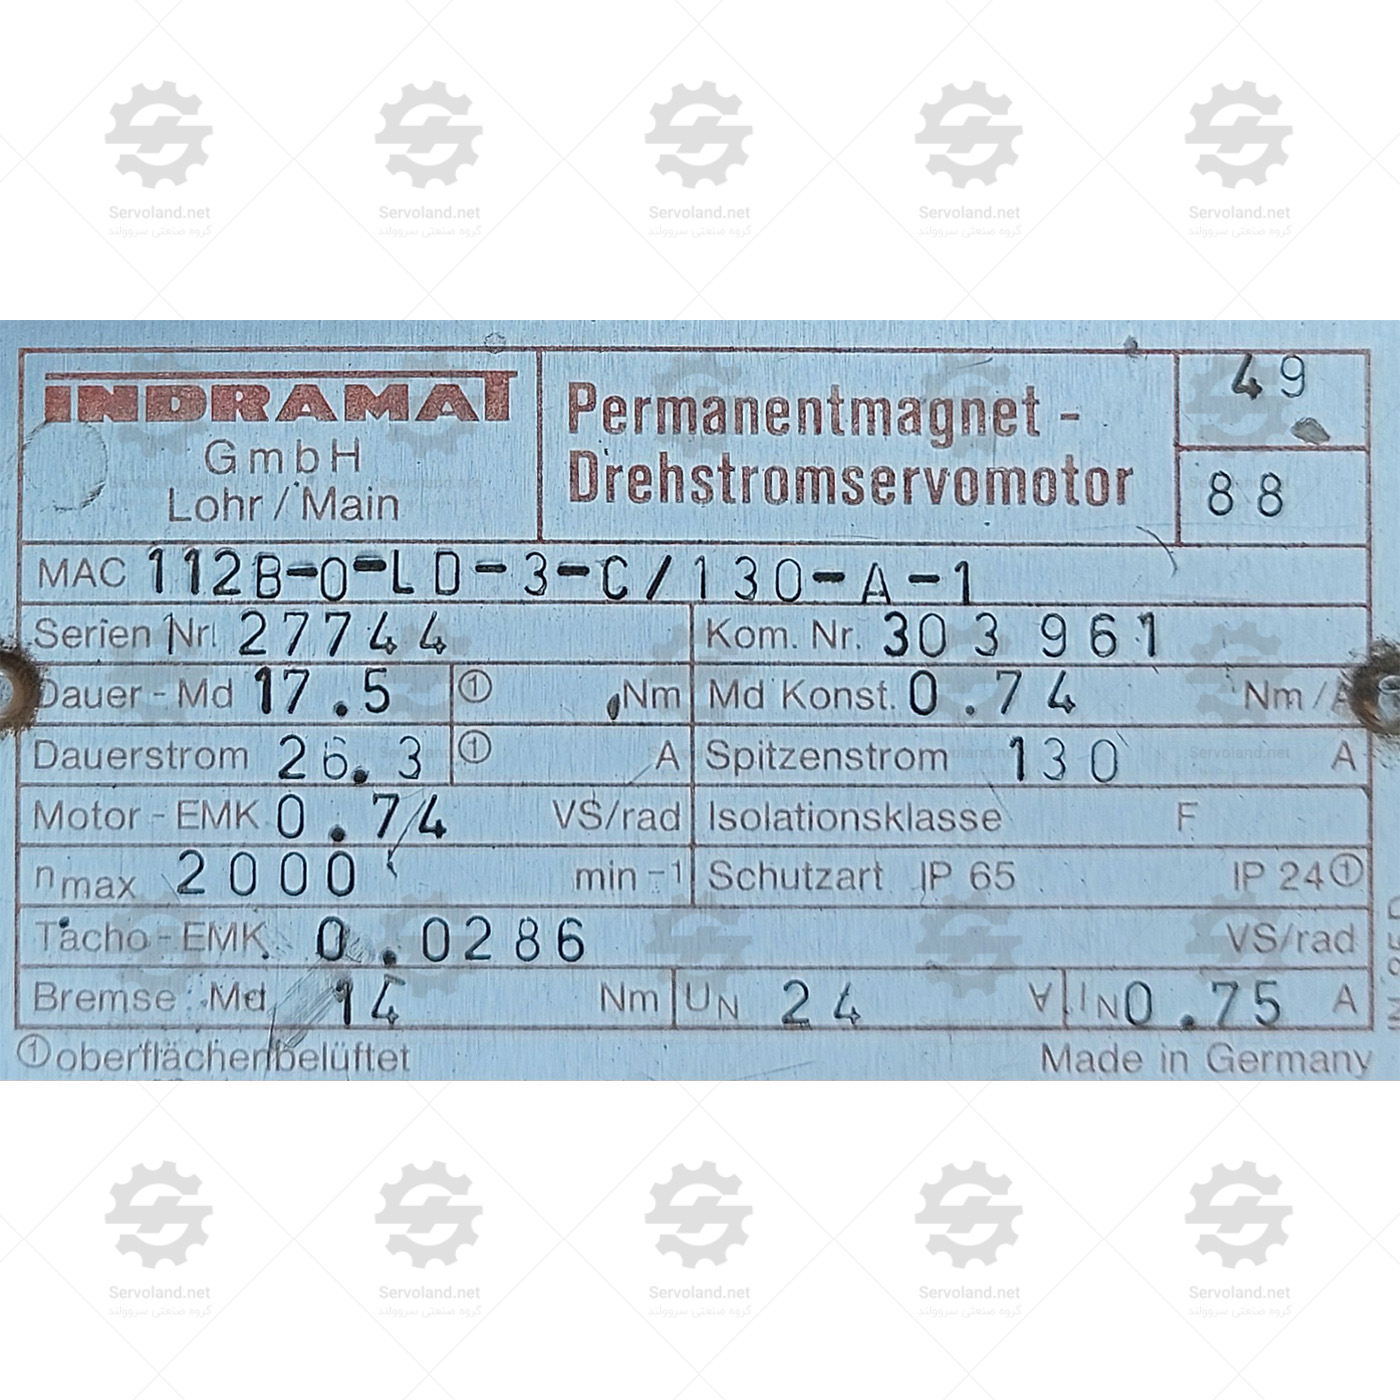 INDRAMAT
GmbH
Lohr / Main
Permanentmagnet -
Drehstromservomotor
49
88
MAC 112B-0-LD-3-C/130-A-1
Serien Nr. 27744
Kom. Nr. 303 961
Dauer - Md 17.5 ① Nm
Md Konst. 0.74 Nm/A
Dauerstrom 26.3 ① A
Spitzenstrom 130 A
Motor - EMK 0.74 VS/rad
Isolationsklasse F
nmax 2000 min-1
Schutzart IP 65 IP 24①
Tacho - EMK 0.0286 VS/rad
Bremse Md 14 Nm UN 24 V IN 0.75 A
① oberflächenbelüftet
Made in Germany
Servoland.net
گروه صنعتی سروولند